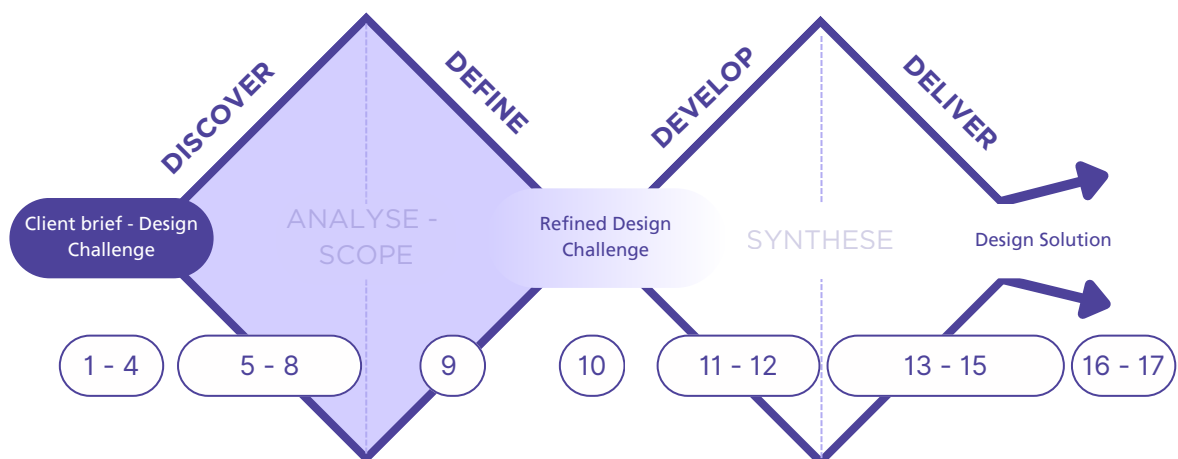 DISCOVER
DEFINE
DEVELOP
DELIVER
Client brief - Design
Challenge
ANALYSE -
SCOPE
Refined Design
Challenge
SYNTHESE
Design Solution
1 - 4
5 - 8
9
10
11 - 12
13 - 15
16 - 17